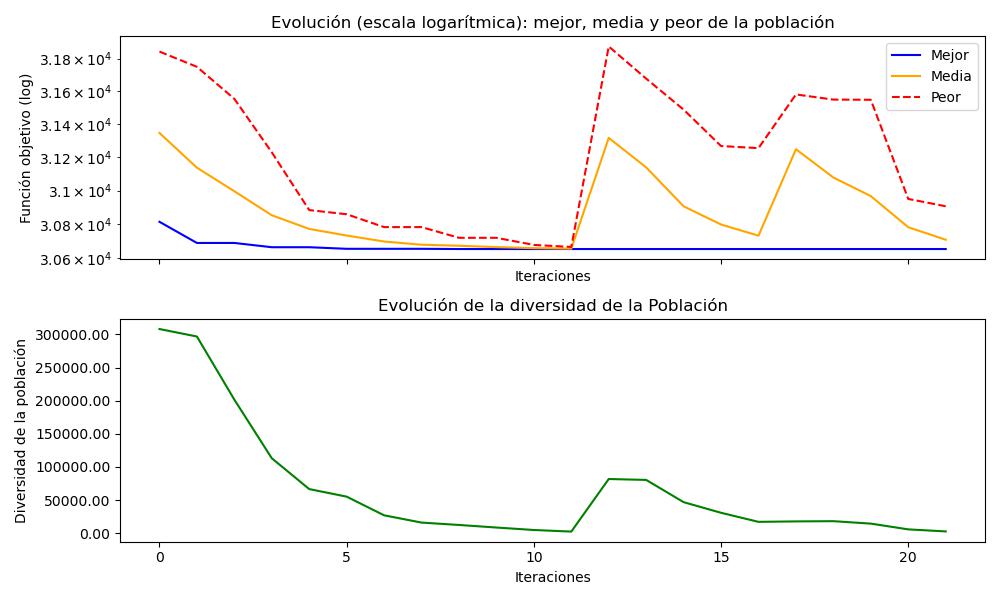 Evolución (escala logarítmica): mejor, media y peor de la población
Función objetivo (log)
3.18 × 10⁴
3.16 × 10⁴
3.14 × 10⁴
3.12 × 10⁴
3.1 × 10⁴
3.08 × 10⁴
3.06 × 10⁴
Mejor
Media
Peor
Iteraciones
Evolución de la diversidad de la Población
Diversidad de la población
300000.00
250000.00
200000.00
150000.00
100000.00
50000.00
0.00
0 5 10 15 20
Iteraciones